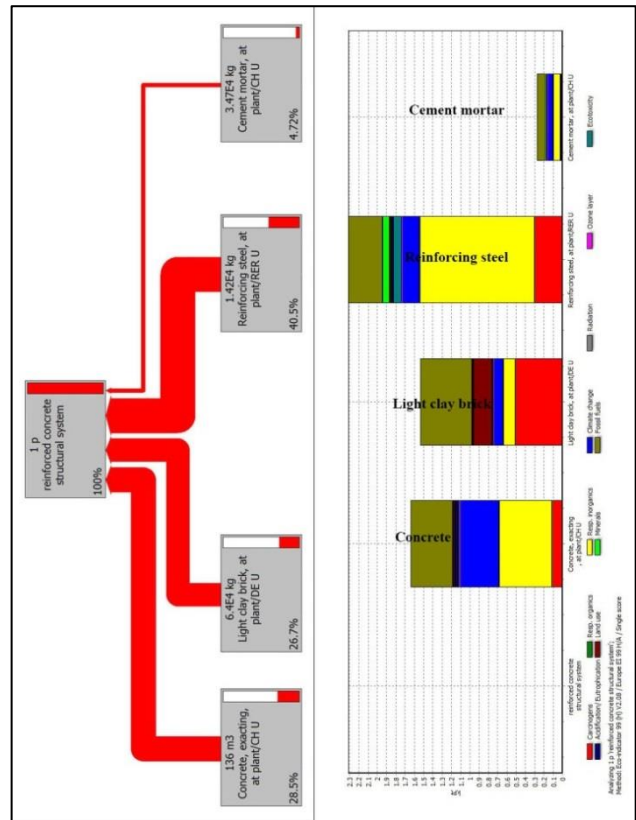 1 p
reinforced concrete
structural system
100%
136 m3
Concrete, exacting,
at plant/CH U
28.5%
6.4E4 kg
Light clay brick, at
plant/DE U
26.7%
1.42E4 kg
Reinforcing steel, at
plant/RER U
40.5%
3.47E4 kg
Cement mortar, at
plant/CH U
4.72%
2.3
2.2
2.1
2
1.9
1.8
1.7
1.6
1.5
1.4
1.3
1.2
1.1
1
0.9
0.8
0.7
0.6
0.5
0.4
0.3
0.2
0.1
0
Concrete
Light clay brick
Reinforcing steel
Cement mortar
reinforced concrete
structural system
Concrete, exacting
, at plant/CH U
Light clay brick, at plant/DE U
Reinforcing steel, at plant/RER U
Cement mortar, at plant/CH U
Carcinogens
Resp. organics
Resp. inorganics
Climate change
Radiation
Ozone layer
Ecotoxicity
Acidification/ Eutrophication
Land use
Minerals
Fossil fuels
Analyzing 1 p 'reinforced concrete structural system';
Method: Eco-indicator 99 (H) V2.08 / Europe EI 99 H/A / Single score